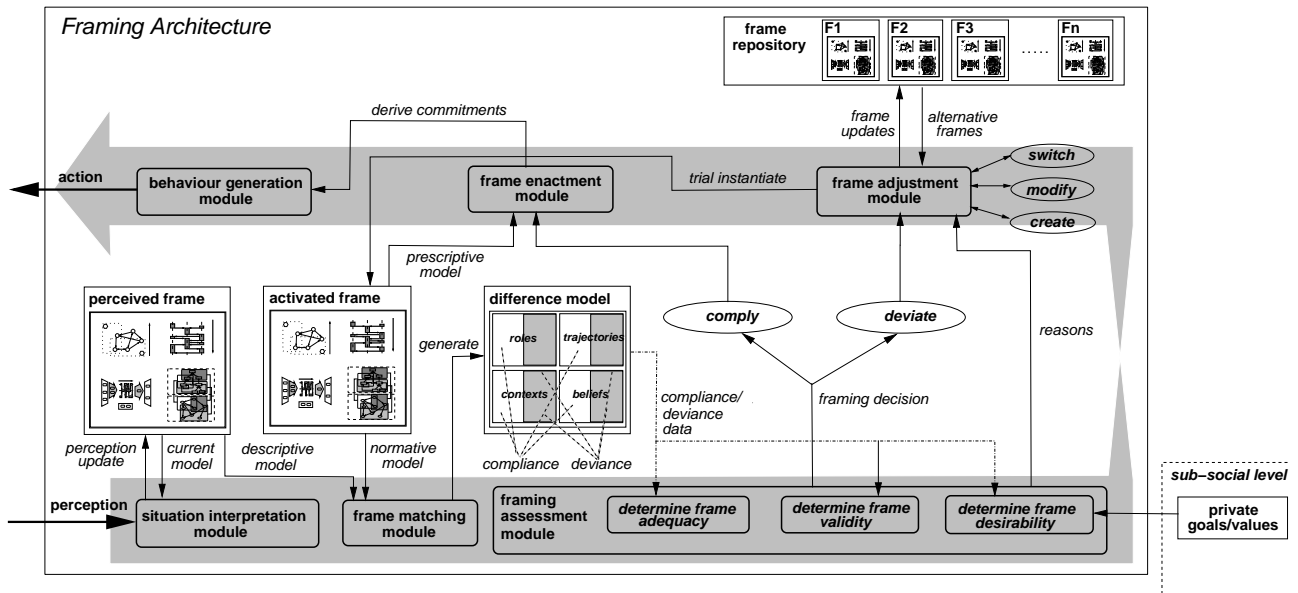 Framing Architecture
frame
repository
F1
F2
F3
.....
Fn
derive commitments
frame
updates
alternative
frames
switch
modify
create
action
behaviour generation
module
frame enactment
module
trial instantiate
frame adjustment
module
prescriptive
model
perceived frame
activated frame
difference model
roles
trajectories
contexts
beliefs
generate
comply
deviate
reasons
compliance/
deviance
data
framing decision
perception
update
current
model
descriptive
model
normative
model
compliance
deviance
sub–social level
perception
situation interpretation
module
frame matching
module
framing
assessment
module
determine frame
adequacy
determine frame
validity
determine frame
desirability
private
goals/values